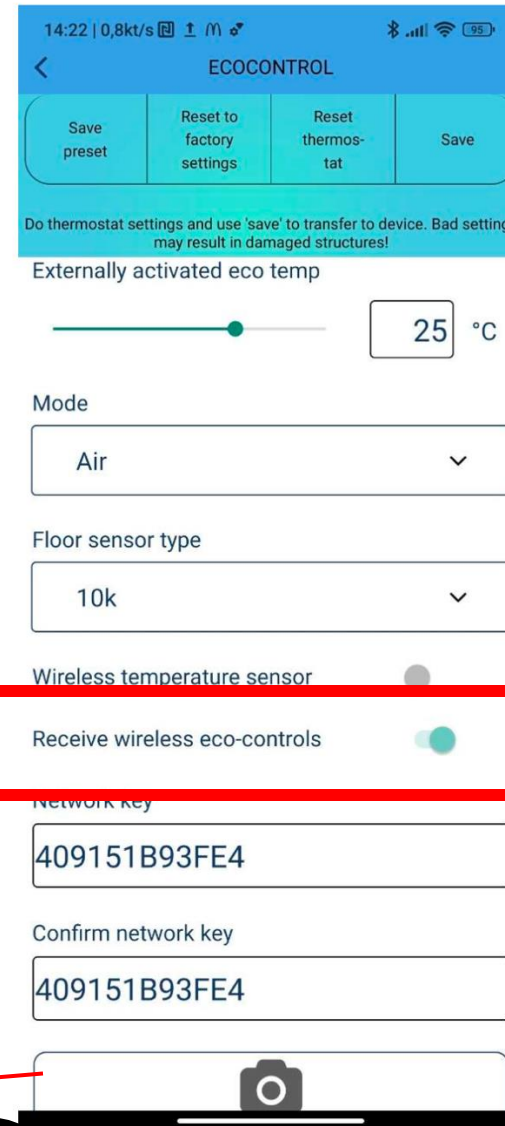 14:22 | 0,8kt/s
95
ECOCONTROL
Save
preset
Reset to
factory
settings
Reset
thermos-
tat
Save
Do thermostat settings and use 'save' to transfer to device. Bad setting
may result in damaged structures!
Externally activated eco temp
25 °C
Mode
Air
Floor sensor type
10k
Wireless temperature sensor
Receive wireless eco-controls
Network key
409151B93FE4
Confirm network key
409151B93FE4